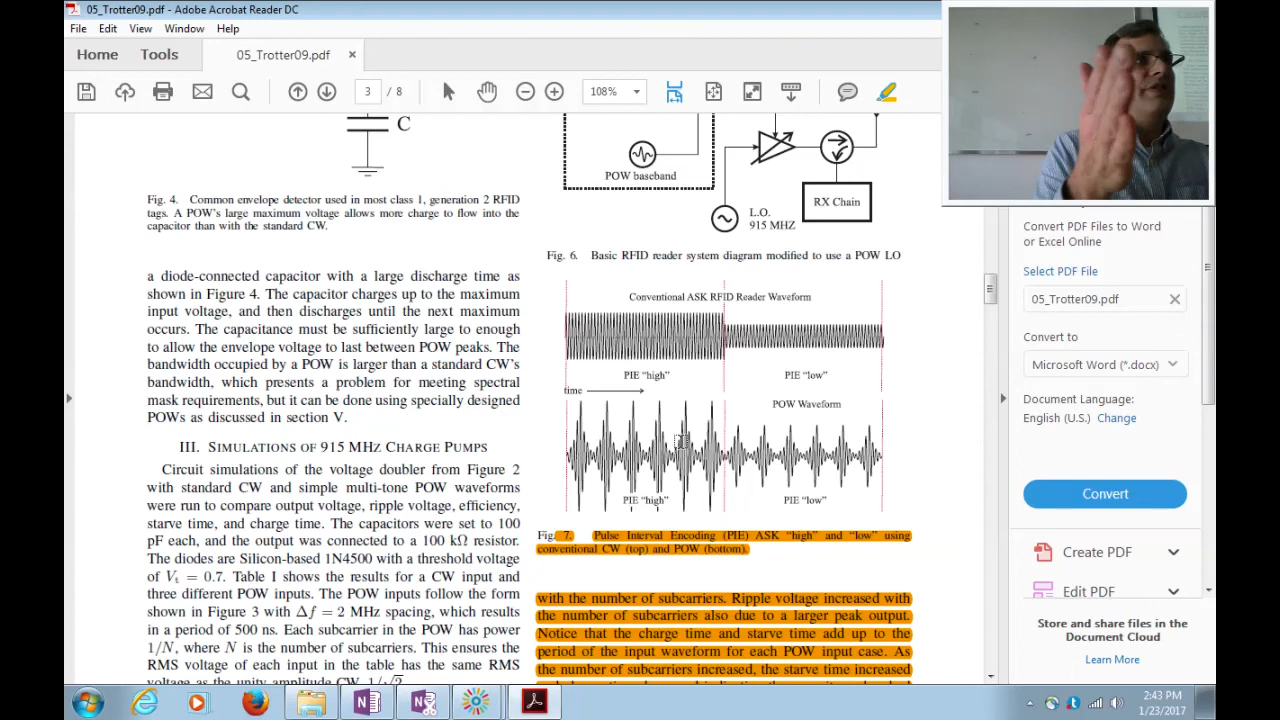 05_Trotter09.pdf - Adobe Acrobat Reader DC
File Edit View Window Help
Home Tools 05_Trotter09.pdf ×
3 / 8 108%
C
POW baseband
L.O.
915 MHZ
RX Chain
Fig. 4. Common envelope detector used in most class 1, generation 2 RFID
tags. A POW's large maximum voltage allows more charge to flow into the
capacitor than with the standard CW.
a diode-connected capacitor with a large discharge time as
shown in Figure 4. The capacitor charges up to the maximum
input voltage, and then discharges until the next maximum
occurs. The capacitance must be sufficiently large to enough
to allow the envelope voltage to last between POW peaks. The
bandwidth occupied by a POW is larger than a standard CW's
bandwidth, which presents a problem for meeting spectral
mask requirements, but it can be done using specially designed
POWs as discussed in section V.
III. SIMULATIONS OF 915 MHZ CHARGE PUMPS
Circuit simulations of the voltage doubler from Figure 2
with standard CW and simple multi-tone POW waveforms
were run to compare output voltage, ripple voltage, efficiency,
starve time, and charge time. The capacitors were set to 100
pF each, and the output was connected to a 100 kΩ resistor.
The diodes are Silicon-based 1N4500 with a threshold voltage
of Vt = 0.7. Table I shows the results for a CW input and
three different POW inputs. The POW inputs follow the form
shown in Figure 3 with Δf = 2 MHz spacing, which results
in a period of 500 ns. Each subcarrier in the POW has power
1/N, where N is the number of subcarriers. This ensures the
RMS voltage of each input in the table has the same RMS
voltage as the unity amplitude CW, 1/√2.
Fig. 6. Basic RFID reader system diagram modified to use a POW LO
Conventional ASK RFID Reader Waveform
PIE "high" PIE "low"
time
POW Waveform
PIE "high" PIE "low"
Fig. 7. Pulse Interval Encoding (PIE) ASK "high" and "low" using
conventional CW (top) and POW (bottom).
with the number of subcarriers. Ripple voltage increased with
the number of subcarriers also due to a larger peak output.
Notice that the charge time and starve time add up to the
period of the input waveform for each POW input case. As
the number of subcarriers increased, the starve time increased
Convert PDF Files to Word
or Excel Online
Select PDF File
05_Trotter09.pdf ×
Convert to
Microsoft Word (*.docx)
Document Language:
English (U.S.) Change
Convert
Create PDF
Edit PDF
Store and share files in the
Document Cloud
Learn More
2:43 PM
1/23/2017